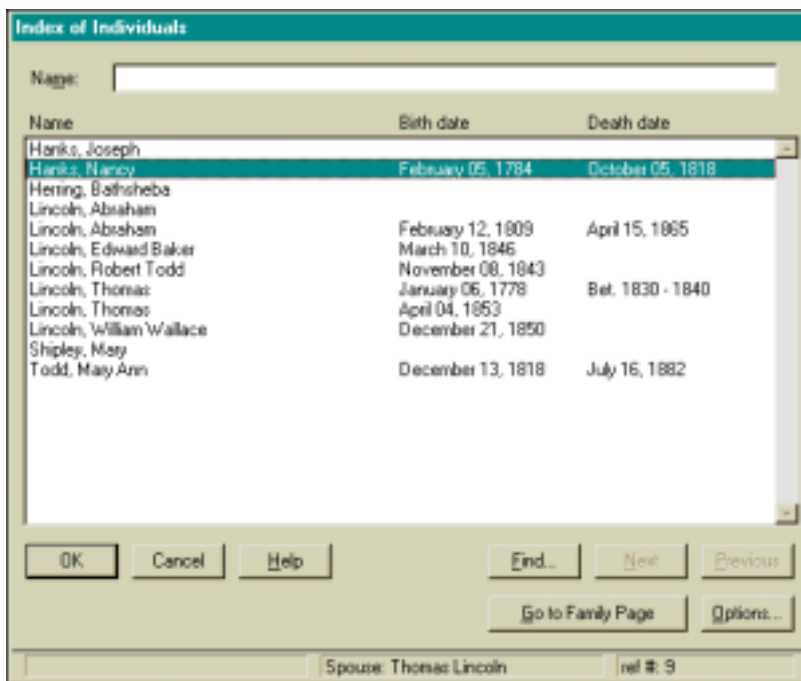 Index of Individuals
Name:
Name Birth date Death date
Hanks, Joseph
Hanks, Nancy February 05, 1784 October 05, 1818
Herring, Bathsheba
Lincoln, Abraham
Lincoln, Abraham February 12, 1809 April 15, 1865
Lincoln, Edward Baker March 10, 1846
Lincoln, Robert Todd November 08, 1843
Lincoln, Thomas January 06, 1778 Bet. 1830 - 1840
Lincoln, Thomas April 04, 1853
Lincoln, William Wallace December 21, 1850
Shipley, Mary
Todd, Mary Ann December 13, 1818 July 16, 1882
OK Cancel Help Find... Next Previous
Go to Family Page Options...
Spouse: Thomas Lincoln ref #: 9